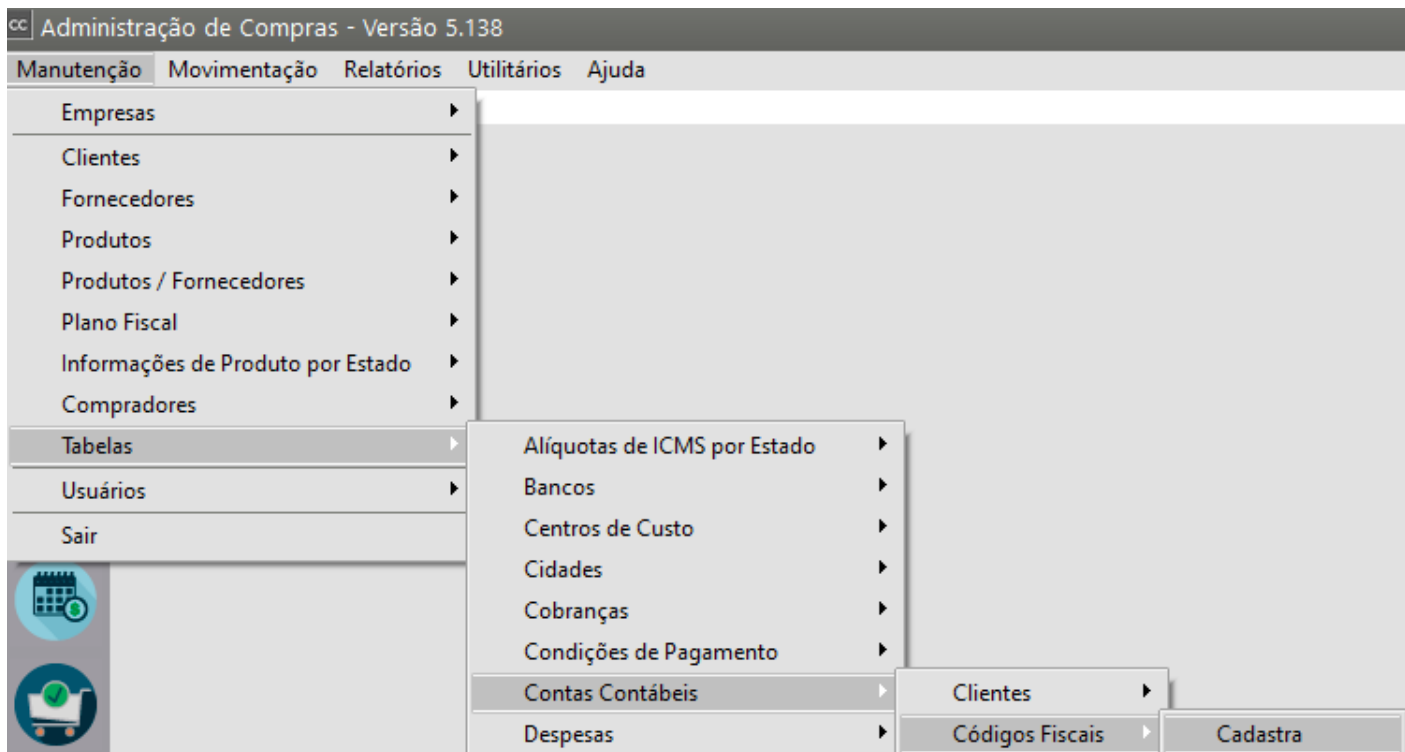 cc Administração de Compras - Versão 5.138
Manutenção Movimentação Relatórios Utilitários Ajuda
Empresas
Clientes
Fornecedores
Produtos
Produtos / Fornecedores
Plano Fiscal
Informações de Produto por Estado
Compradores
Tabelas
Usuários
Sair
Alíquotas de ICMS por Estado
Bancos
Centros de Custo
Cidades
Cobranças
Condições de Pagamento
Contas Contábeis
Despesas
Clientes
Códigos Fiscais
Cadastra